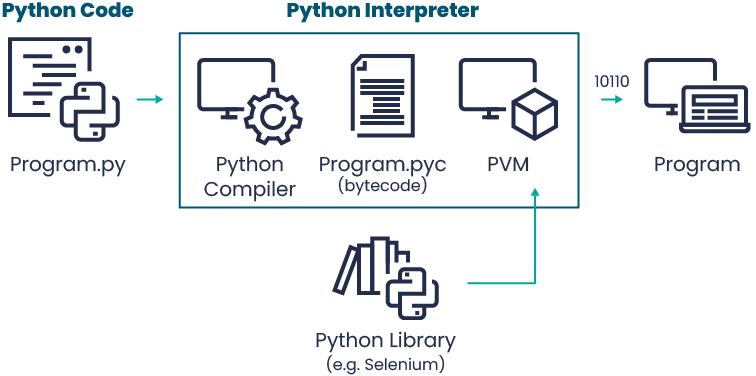 Python Code
Python Interpreter
Program.py
Python
Compiler
Program.pyc
(bytecode)
PVM
10110
Program
Python Library
(e.g. Selenium)